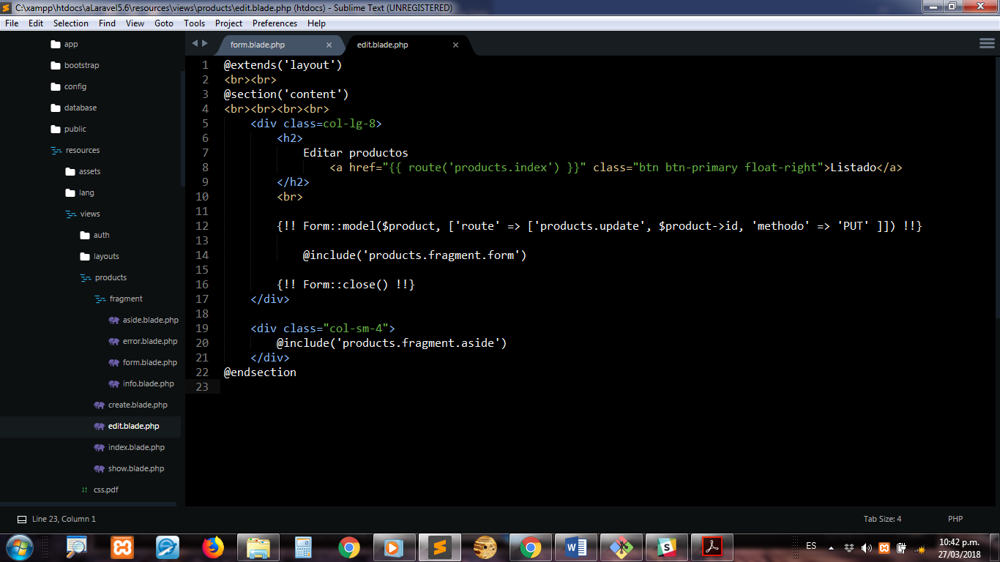 C:\xampp\htdocs\aLaravel5.6\resources\views\products\edit.blade.php (htdocs) - Sublime Text (UNREGISTERED)
File Edit Selection Find View Goto Tools Project Preferences Help
app
bootstrap
config
database
public
resources
assets
lang
views
auth
layouts
products
fragment
aside.blade.php
error.blade.php
form.blade.php
info.blade.php
create.blade.php
edit.blade.php
index.blade.php
show.blade.php
css.pdf
form.blade.php × edit.blade.php ×
1 @extends('layout')
2 <br><br>
3 @section('content')
4 <br><br><br><br>
5 <div class=col-lg-8>
6 <h2>
7 Editar productos
8 <a href="{{ route('products.index') }}" class="btn btn-primary float-right">Listado</a>
9 </h2>
10 <br>
11
12 {!! Form::model($product, ['route' => ['products.update', $product->id, 'methodo' => 'PUT' ]]) !!}
13
14 @include('products.fragment.form')
15
16 {!! Form::close() !!}
17 </div>
18
19 <div class="col-sm-4">
20 @include('products.fragment.aside')
21 </div>
22 @endsection
23
Line 23, Column 1 Tab Size: 4 PHP
ES 10:42 p.m.
27/03/2018